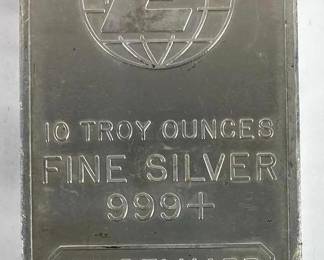 10 TROY OUNCES
FINE SILVER
999+